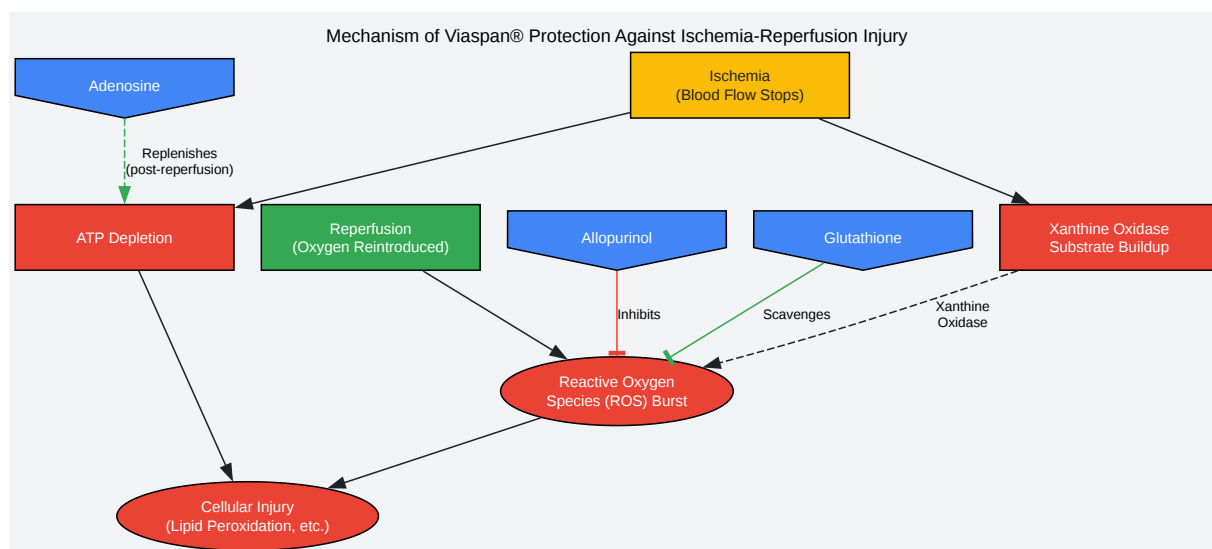 Mechanism of Viaspan® Protection Against Ischemia-Reperfusion Injury
Adenosine
Ischemia
(Blood Flow Stops)
Replenishes
(post-reperfusion)
ATP Depletion
Reperfusion
(Oxygen Reintroduced)
Allopurinol
Glutathione
Xanthine Oxidase
Substrate Buildup
Inhibits
Scavenges
Xanthine
Oxidase
Reactive Oxygen
Species (ROS) Burst
Cellular Injury
(Lipid Peroxidation, etc.)